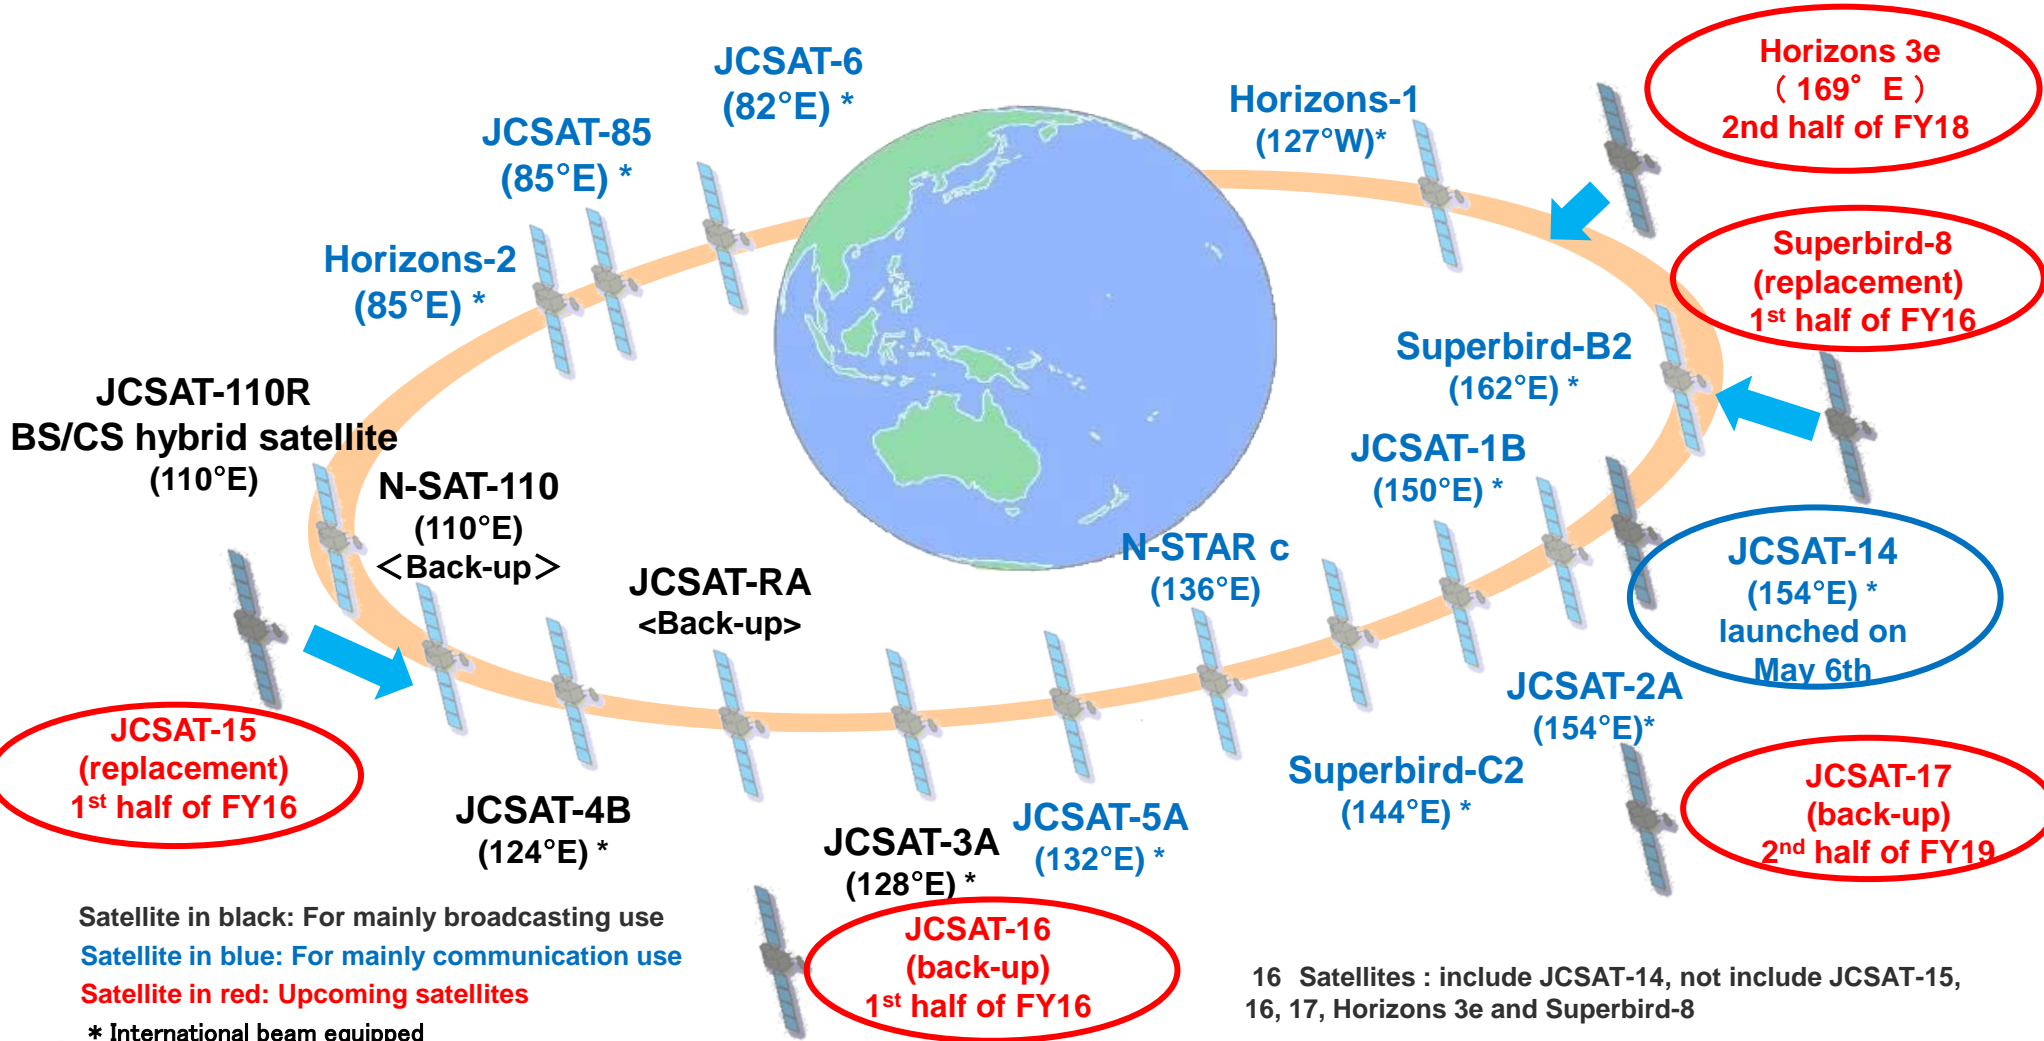 JCSAT-6
(82°E) *
JCSAT-85
(85°E) *
Horizons-2
(85°E) *
Horizons-1
(127°W)*
Horizons 3e
( 169° E )
2nd half of FY18
Superbird-8
(replacement)
1st half of FY16
Superbird-B2
(162°E) *
JCSAT-110R
BS/CS hybrid satellite
(110°E)
N-SAT-110
(110°E)
＜Back-up＞
JCSAT-RA
<Back-up>
N-STAR c
(136°E)
JCSAT-1B
(150°E) *
JCSAT-14
(154°E) *
launched on
May 6th
JCSAT-2A
(154°E)*
Superbird-C2
(144°E) *
JCSAT-15
(replacement)
1st half of FY16
JCSAT-4B
(124°E) *
JCSAT-3A
(128°E) *
JCSAT-5A
(132°E) *
JCSAT-17
(back-up)
2nd half of FY19
JCSAT-16
(back-up)
1st half of FY16
Satellite in black: For mainly broadcasting use
Satellite in blue: For mainly communication use
Satellite in red: Upcoming satellites
* International beam equipped
16 Satellites : include JCSAT-14, not include JCSAT-15,
16, 17, Horizons 3e and Superbird-8